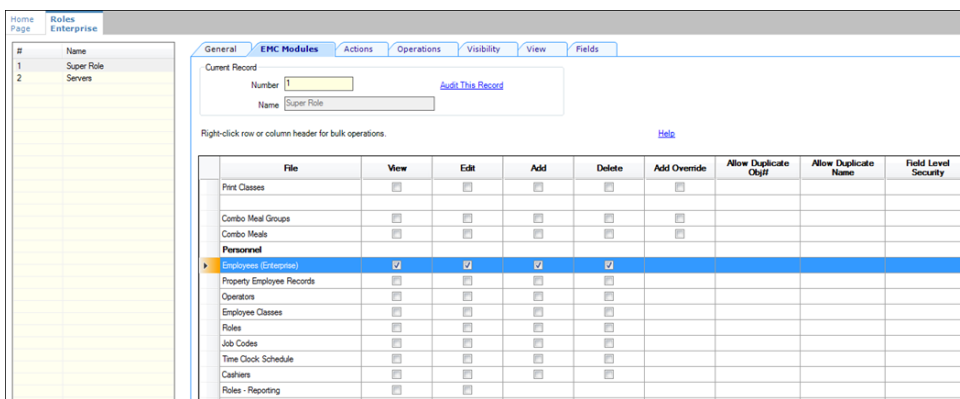 Home Page
Roles Enterprise
# Name
1 Super Role
2 Servers
General EMC Modules Actions Operations Visibility View Fields
Current Record
Number 1 Audit This Record
Name Super Role
Right-click row or column header for bulk operations. Help
File View Edit Add Delete Add Override Allow Duplicate Obj# Allow Duplicate Name Field Level Security
Print Classes
Combo Meal Groups
Combo Meals
Personnel
Employees (Enterprise)
Property Employee Records
Operators
Employee Classes
Roles
Job Codes
Time Clock Schedule
Cashiers
Roles - Reporting